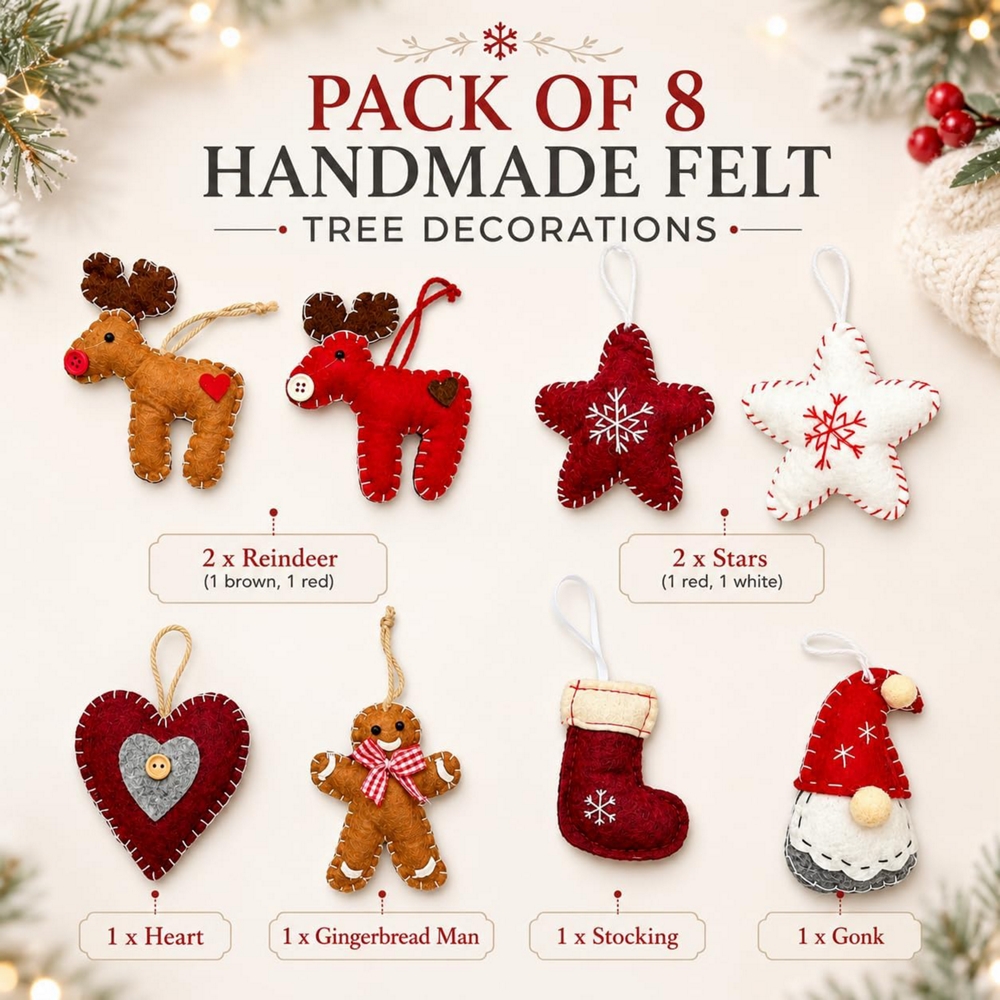 PACK OF 8
HANDMADE FELT
TREE DECORATIONS
2 x Reindeer
(1 brown, 1 red)
2 x Stars
(1 red, 1 white)
1 x Heart
1 x Gingerbread Man
1 x Stocking
1 x Gonk